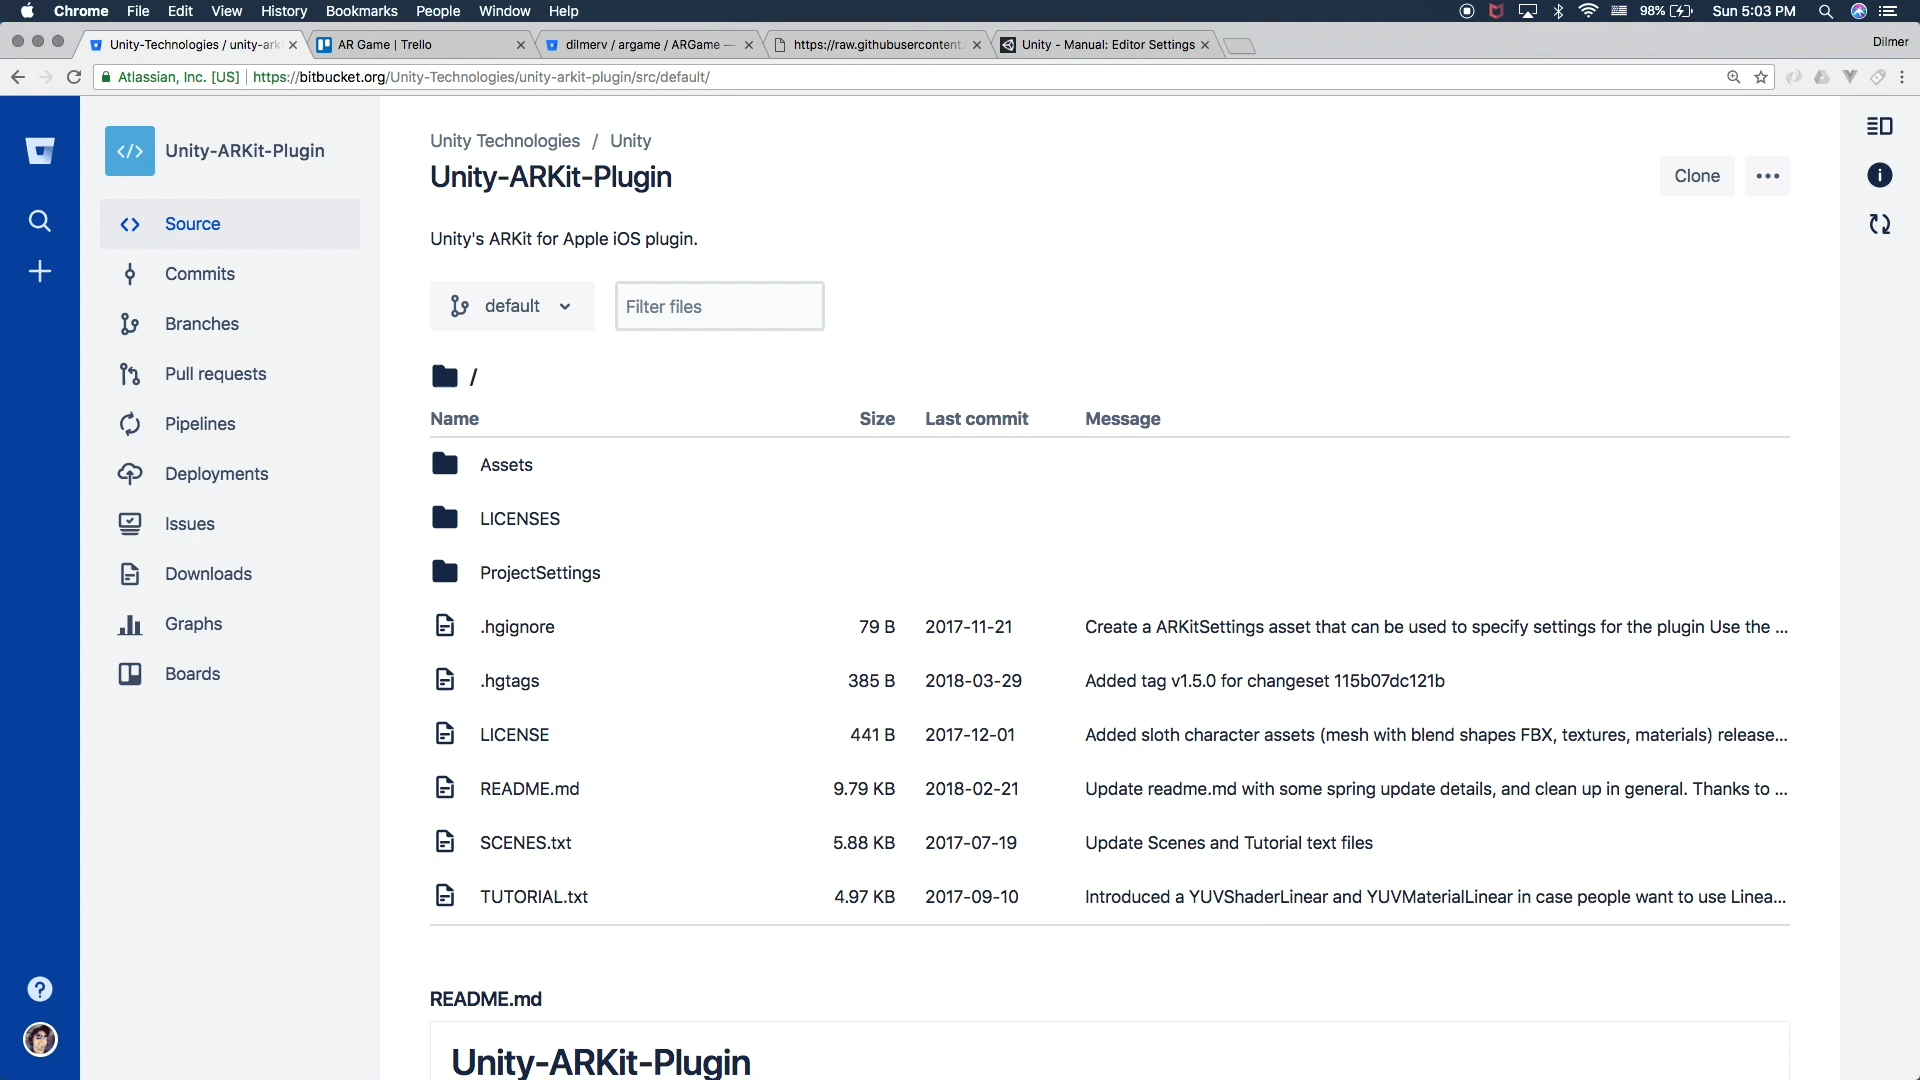 Chrome File Edit View History Bookmarks People Window Help 98% Sun 5:03 PM
Unity-Technologies / unity-ark AR Game | Trello dilmerv / argame / ARGame — https://raw.githubusercontent. Unity - Manual: Editor Settings Dilmer
Atlassian, Inc. [US] https://bitbucket.org/Unity-Technologies/unity-arkit-plugin/src/default/
Unity-ARKit-Plugin
Source
Commits
Branches
Pull requests
Pipelines
Deployments
Issues
Downloads
Graphs
Boards
Unity Technologies / Unity
Unity-ARKit-Plugin
Clone
Unity's ARKit for Apple iOS plugin.
default Filter files
/
Name Size Last commit Message
Assets
LICENSES
ProjectSettings
.hgignore 79 B 2017-11-21 Create a ARKitSettings asset that can be used to specify settings for the plugin Use the ...
.hgtags 385 B 2018-03-29 Added tag v1.5.0 for changeset 115b07dc121b
LICENSE 441 B 2017-12-01 Added sloth character assets (mesh with blend shapes FBX, textures, materials) release...
README.md 9.79 KB 2018-02-21 Update readme.md with some spring update details, and clean up in general. Thanks to ...
SCENES.txt 5.88 KB 2017-07-19 Update Scenes and Tutorial text files
TUTORIAL.txt 4.97 KB 2017-09-10 Introduced a YUVShaderLinear and YUVMaterialLinear in case people want to use Linea...
README.md
Unity-ARKit-Plugin